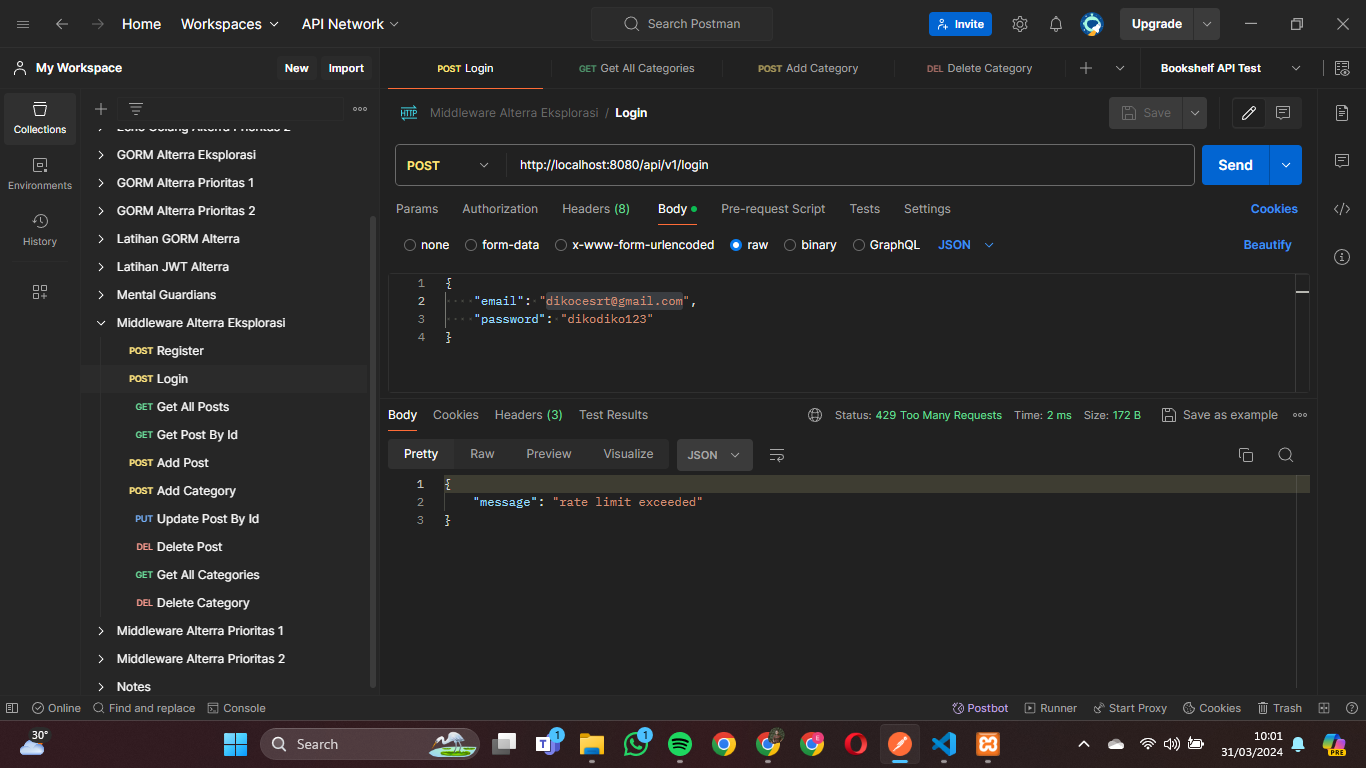 Home Workspaces API Network Search Postman Invite Upgrade
My Workspace New Import POST Login GET Get All Categories POST Add Category DEL Delete Category Bookshelf API Test
Collections
Environments
History
Echo Golang Alterra Prioritas 2
GORM Alterra Eksplorasi
GORM Alterra Prioritas 1
GORM Alterra Prioritas 2
Latihan GORM Alterra
Latihan JWT Alterra
Mental Guardians
Middleware Alterra Eksplorasi
POST Register
POST Login
GET Get All Posts
GET Get Post By Id
POST Add Post
POST Add Category
PUT Update Post By Id
DEL Delete Post
GET Get All Categories
DEL Delete Category
Middleware Alterra Prioritas 1
Middleware Alterra Prioritas 2
Notes
HTTP Middleware Alterra Eksplorasi / Login Save
POST http://localhost:8080/api/v1/login Send
Params Authorization Headers (8) Body Pre-request Script Tests Settings Cookies
none form-data x-www-form-urlencoded raw binary GraphQL JSON Beautify
1 {
2 "email": "dikocesrt@gmail.com",
3 "password": "dikodiko123"
4 }
Body Cookies Headers (3) Test Results Status: 429 Too Many Requests Time: 2 ms Size: 172 B Save as example
Pretty Raw Preview Visualize JSON
1 {
2 "message": "rate limit exceeded"
3 }
Online Find and replace Console Postbot Runner Start Proxy Cookies Trash
30° Search 1 1 10:01
31/03/2024
PRE